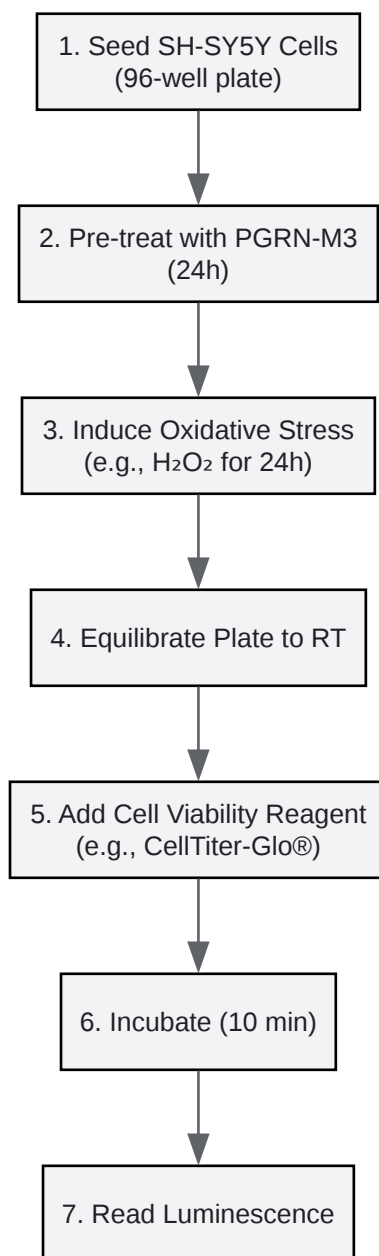 1. Seed SH-SY5Y Cells
(96-well plate)
2. Pre-treat with PGRN-M3
(24h)
3. Induce Oxidative Stress
(e.g., H₂O₂ for 24h)
4. Equilibrate Plate to RT
5. Add Cell Viability Reagent
(e.g., CellTiter-Glo®)
6. Incubate (10 min)
7. Read Luminescence